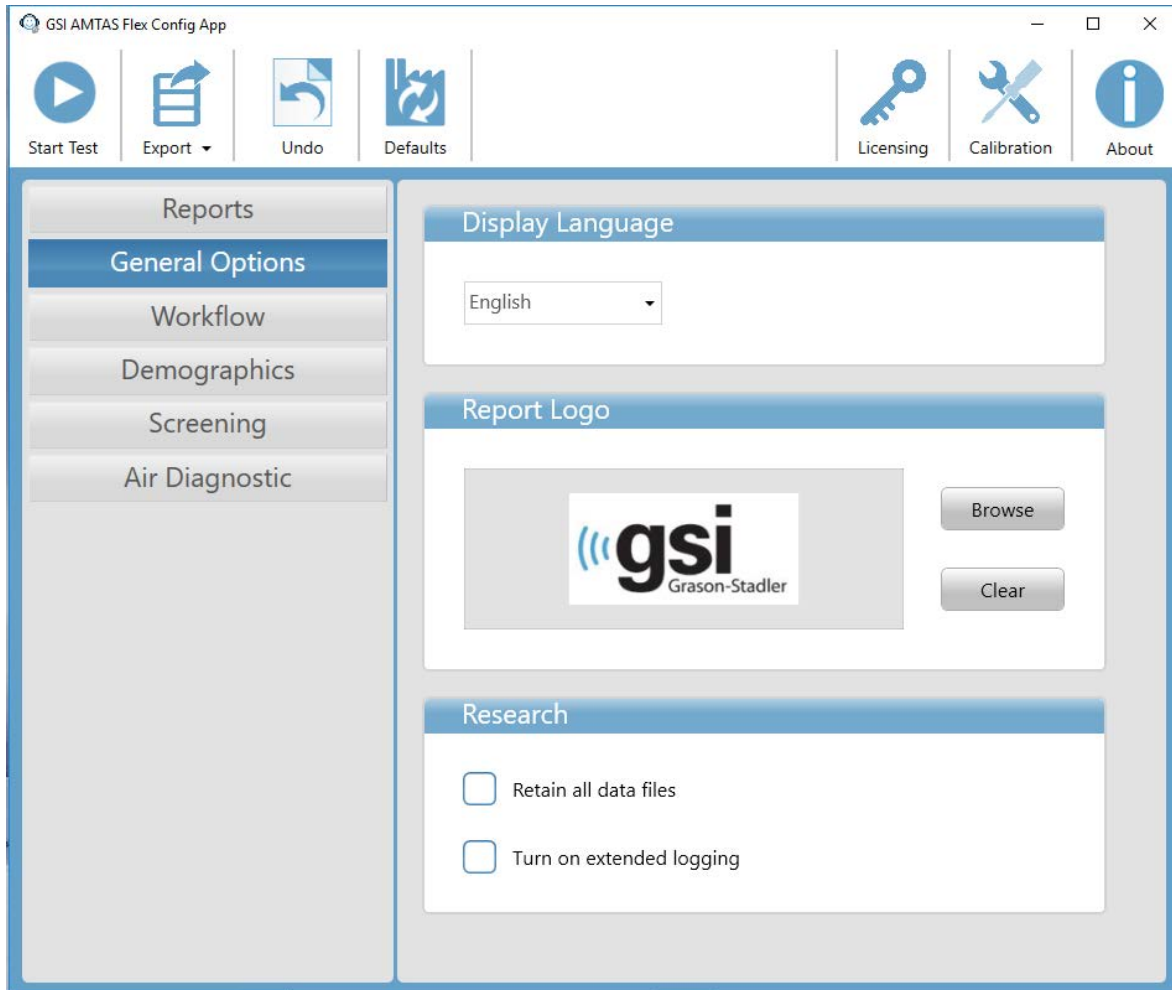 GSI AMTAS Flex Config App
Start Test
Export
Undo
Defaults
Licensing
Calibration
About
Reports
General Options
Workflow
Demographics
Screening
Air Diagnostic
Display Language
English
Report Logo
gsi
Grason-Stadler
Browse
Clear
Research
Retain all data files
Turn on extended logging